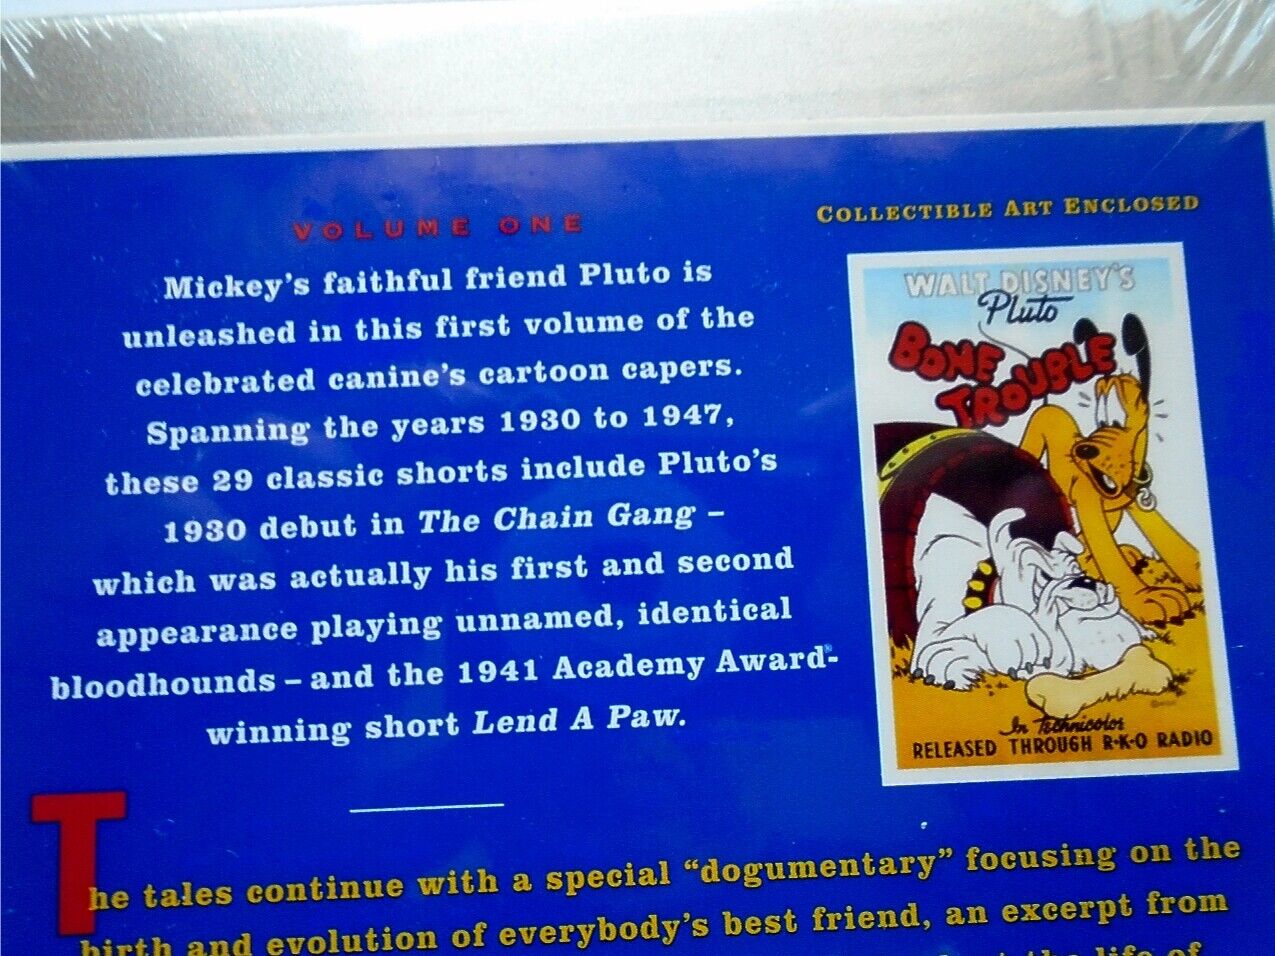 VOLUME ONE
Mickey's faithful friend Pluto is
unleashed in this first volume of the
celebrated canine's cartoon capers.
Spanning the years 1930 to 1947,
these 29 classic shorts include Pluto's
1930 debut in The Chain Gang –
which was actually his first and second
appearance playing unnamed, identical
bloodhounds – and the 1941 Academy Award®-
winning short Lend A Paw.
COLLECTIBLE ART ENCLOSED
WALT DISNEY'S
Pluto
BONE
TROUBLE
In Technicolor
RELEASED THROUGH R·K·O RADIO
The tales continue with a special “dogumentary” focusing on the
birth and evolution of everybody's best friend, an excerpt from
the life of